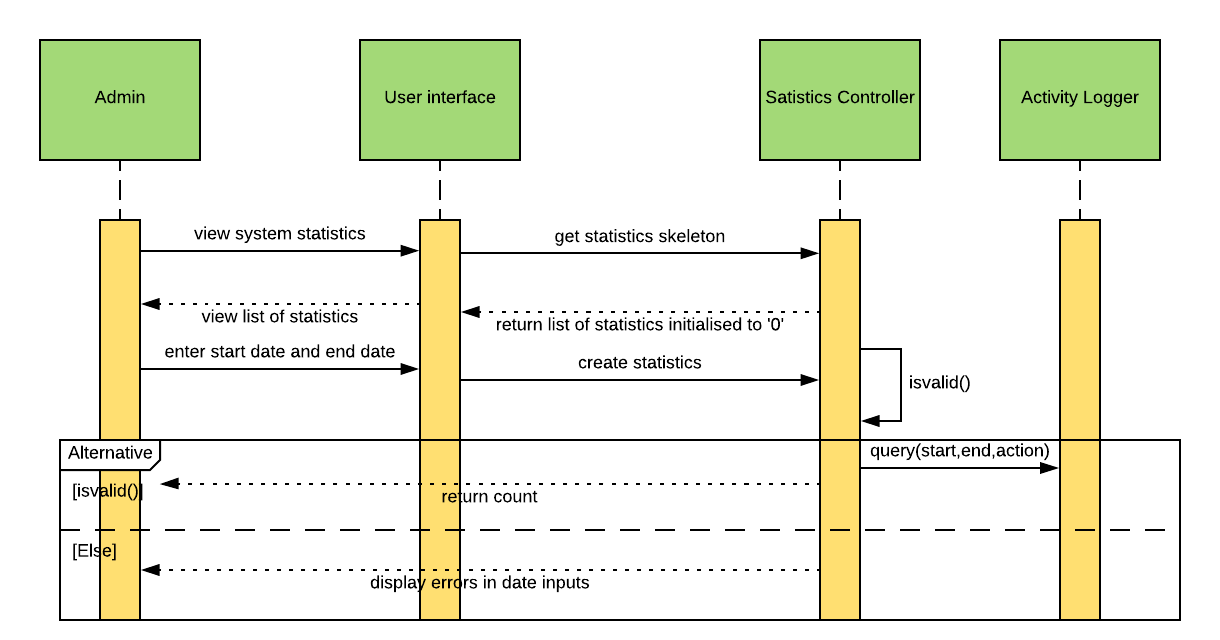 Admin
User interface
Satistics Controller
Activity Logger
view system statistics
get statistics skeleton
view list of statistics
return list of statistics initialised to '0'
enter start date and end date
create statistics
isvalid()
Alternative
query(start,end,action)
[isvalid()]
return count
[Else]
display errors in date inputs